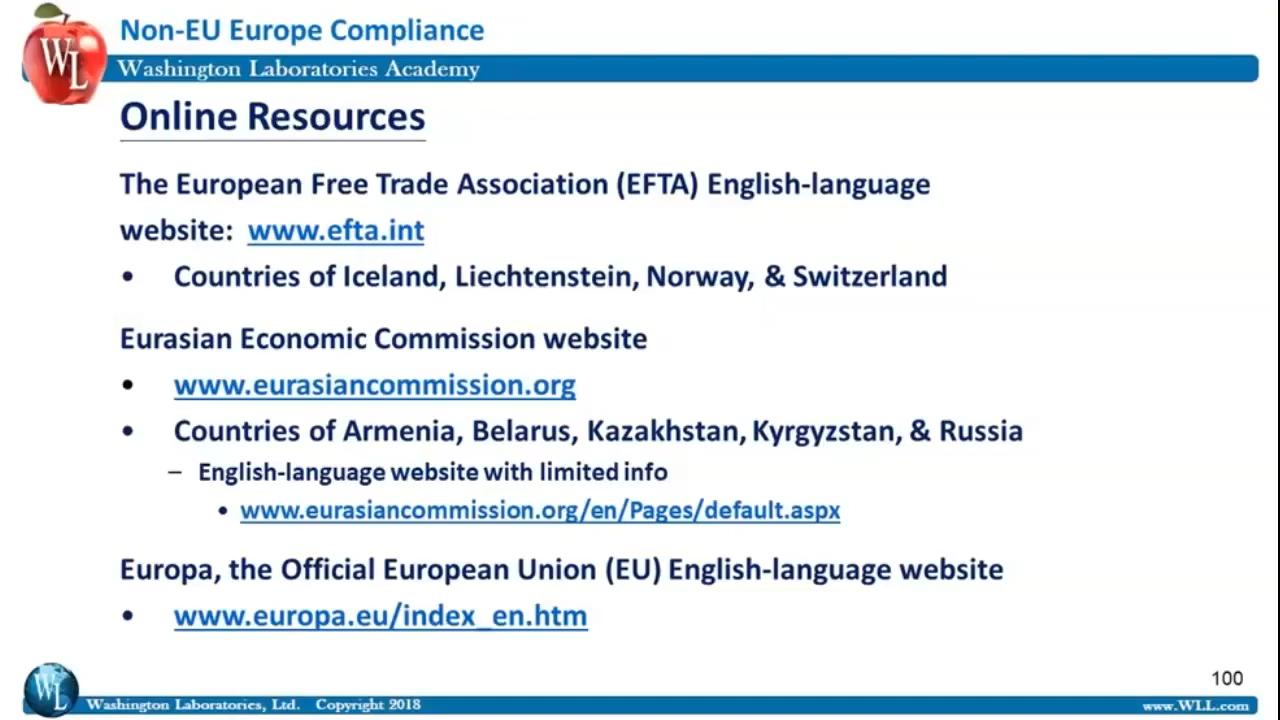 Non-EU Europe Compliance
WL
Washington Laboratories Academy
Online Resources
The European Free Trade Association (EFTA) English-language
website: www.efta.int
• Countries of Iceland, Liechtenstein, Norway, & Switzerland
Eurasian Economic Commission website
• www.eurasiancommission.org
• Countries of Armenia, Belarus, Kazakhstan, Kyrgyzstan, & Russia
– English-language website with limited info
• www.eurasiancommission.org/en/Pages/default.aspx
Europa, the Official European Union (EU) English-language website
• www.europa.eu/index_en.htm
100
WL
Washington Laboratories, Ltd. Copyright 2018 www.WLL.com